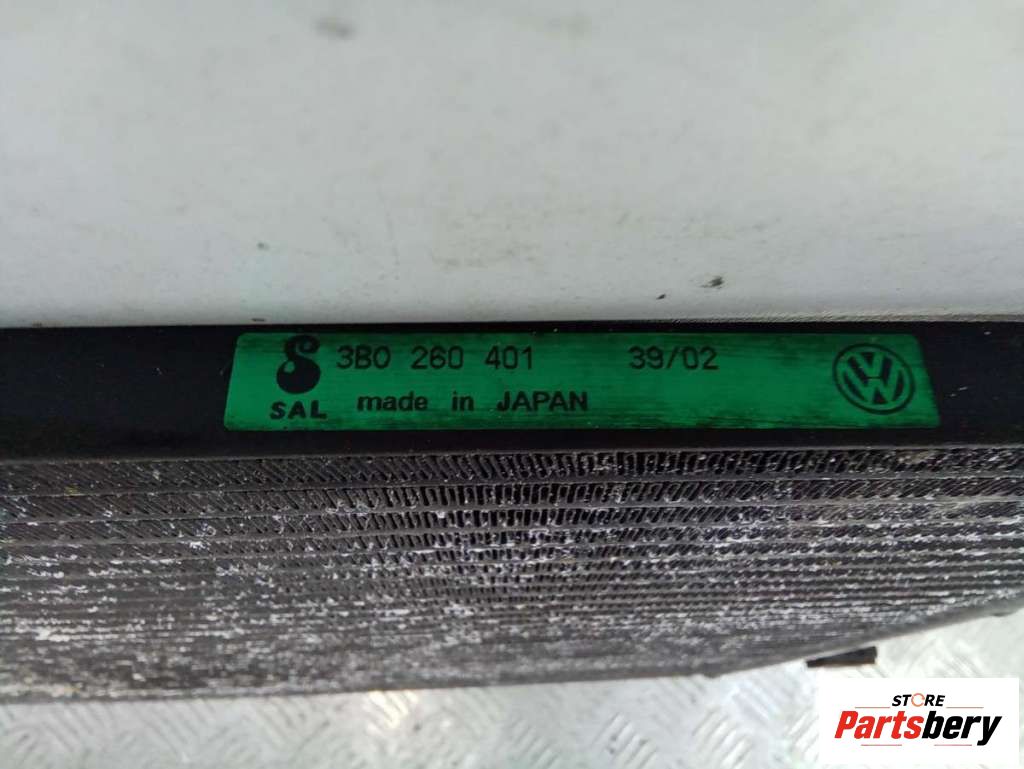 3B0 260 401 39/02
SAL made in JAPAN
STORE
Partsbery